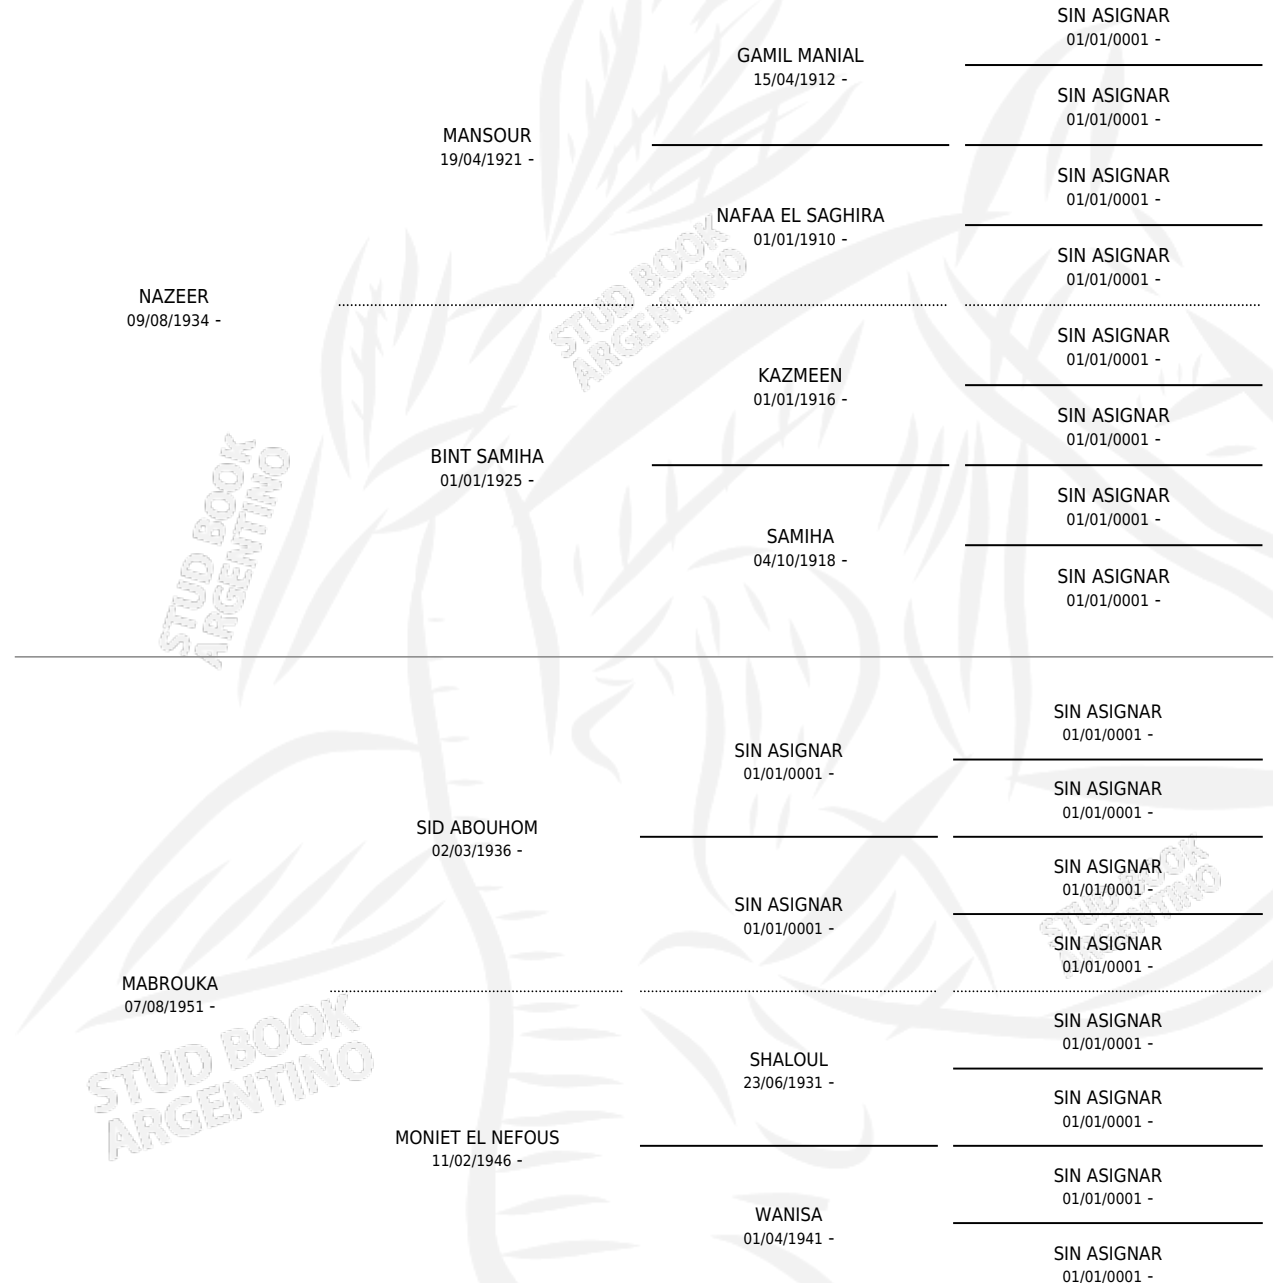 SIN ASIGNAR
01/01/0001 -
GAMIL MANIAL
15/04/1912 -
SIN ASIGNAR
01/01/0001 -
MANSOUR
19/04/1921 -
SIN ASIGNAR
01/01/0001 -
NAFAA EL SAGHIRA
01/01/1910 -
SIN ASIGNAR
01/01/0001 -
NAZEER
09/08/1934 -
STUD BOOK
ARGENTINO
SIN ASIGNAR
01/01/0001 -
KAZMEEN
01/01/1916 -
SIN ASIGNAR
01/01/0001 -
BINT SAMIHA
01/01/1925 -
SIN ASIGNAR
01/01/0001 -
SAMIHA
04/10/1918 -
SIN ASIGNAR
01/01/0001 -
STUD BOOK
ARGENTINO
SIN ASIGNAR
01/01/0001 -
SIN ASIGNAR
01/01/0001 -
SIN ASIGNAR
01/01/0001 -
SID ABOUHOM
02/03/1936 -
SIN ASIGNAR
01/01/0001 -
SIN ASIGNAR
01/01/0001 -
SIN ASIGNAR
01/01/0001 -
STUD BOOK
ARGENTINO
MABROUKA
07/08/1951 -
STUD BOOK
ARGENTINO
SIN ASIGNAR
01/01/0001 -
SHALOUL
23/06/1931 -
SIN ASIGNAR
01/01/0001 -
MONIET EL NEFOUS
11/02/1946 -
SIN ASIGNAR
01/01/0001 -
WANISA
01/04/1941 -
SIN ASIGNAR
01/01/0001 -